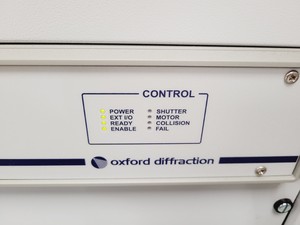 CONTROL
POWER SHUTTER
EXT I/O MOTOR
READY COLLISION
ENABLE FAIL
oxford diffraction